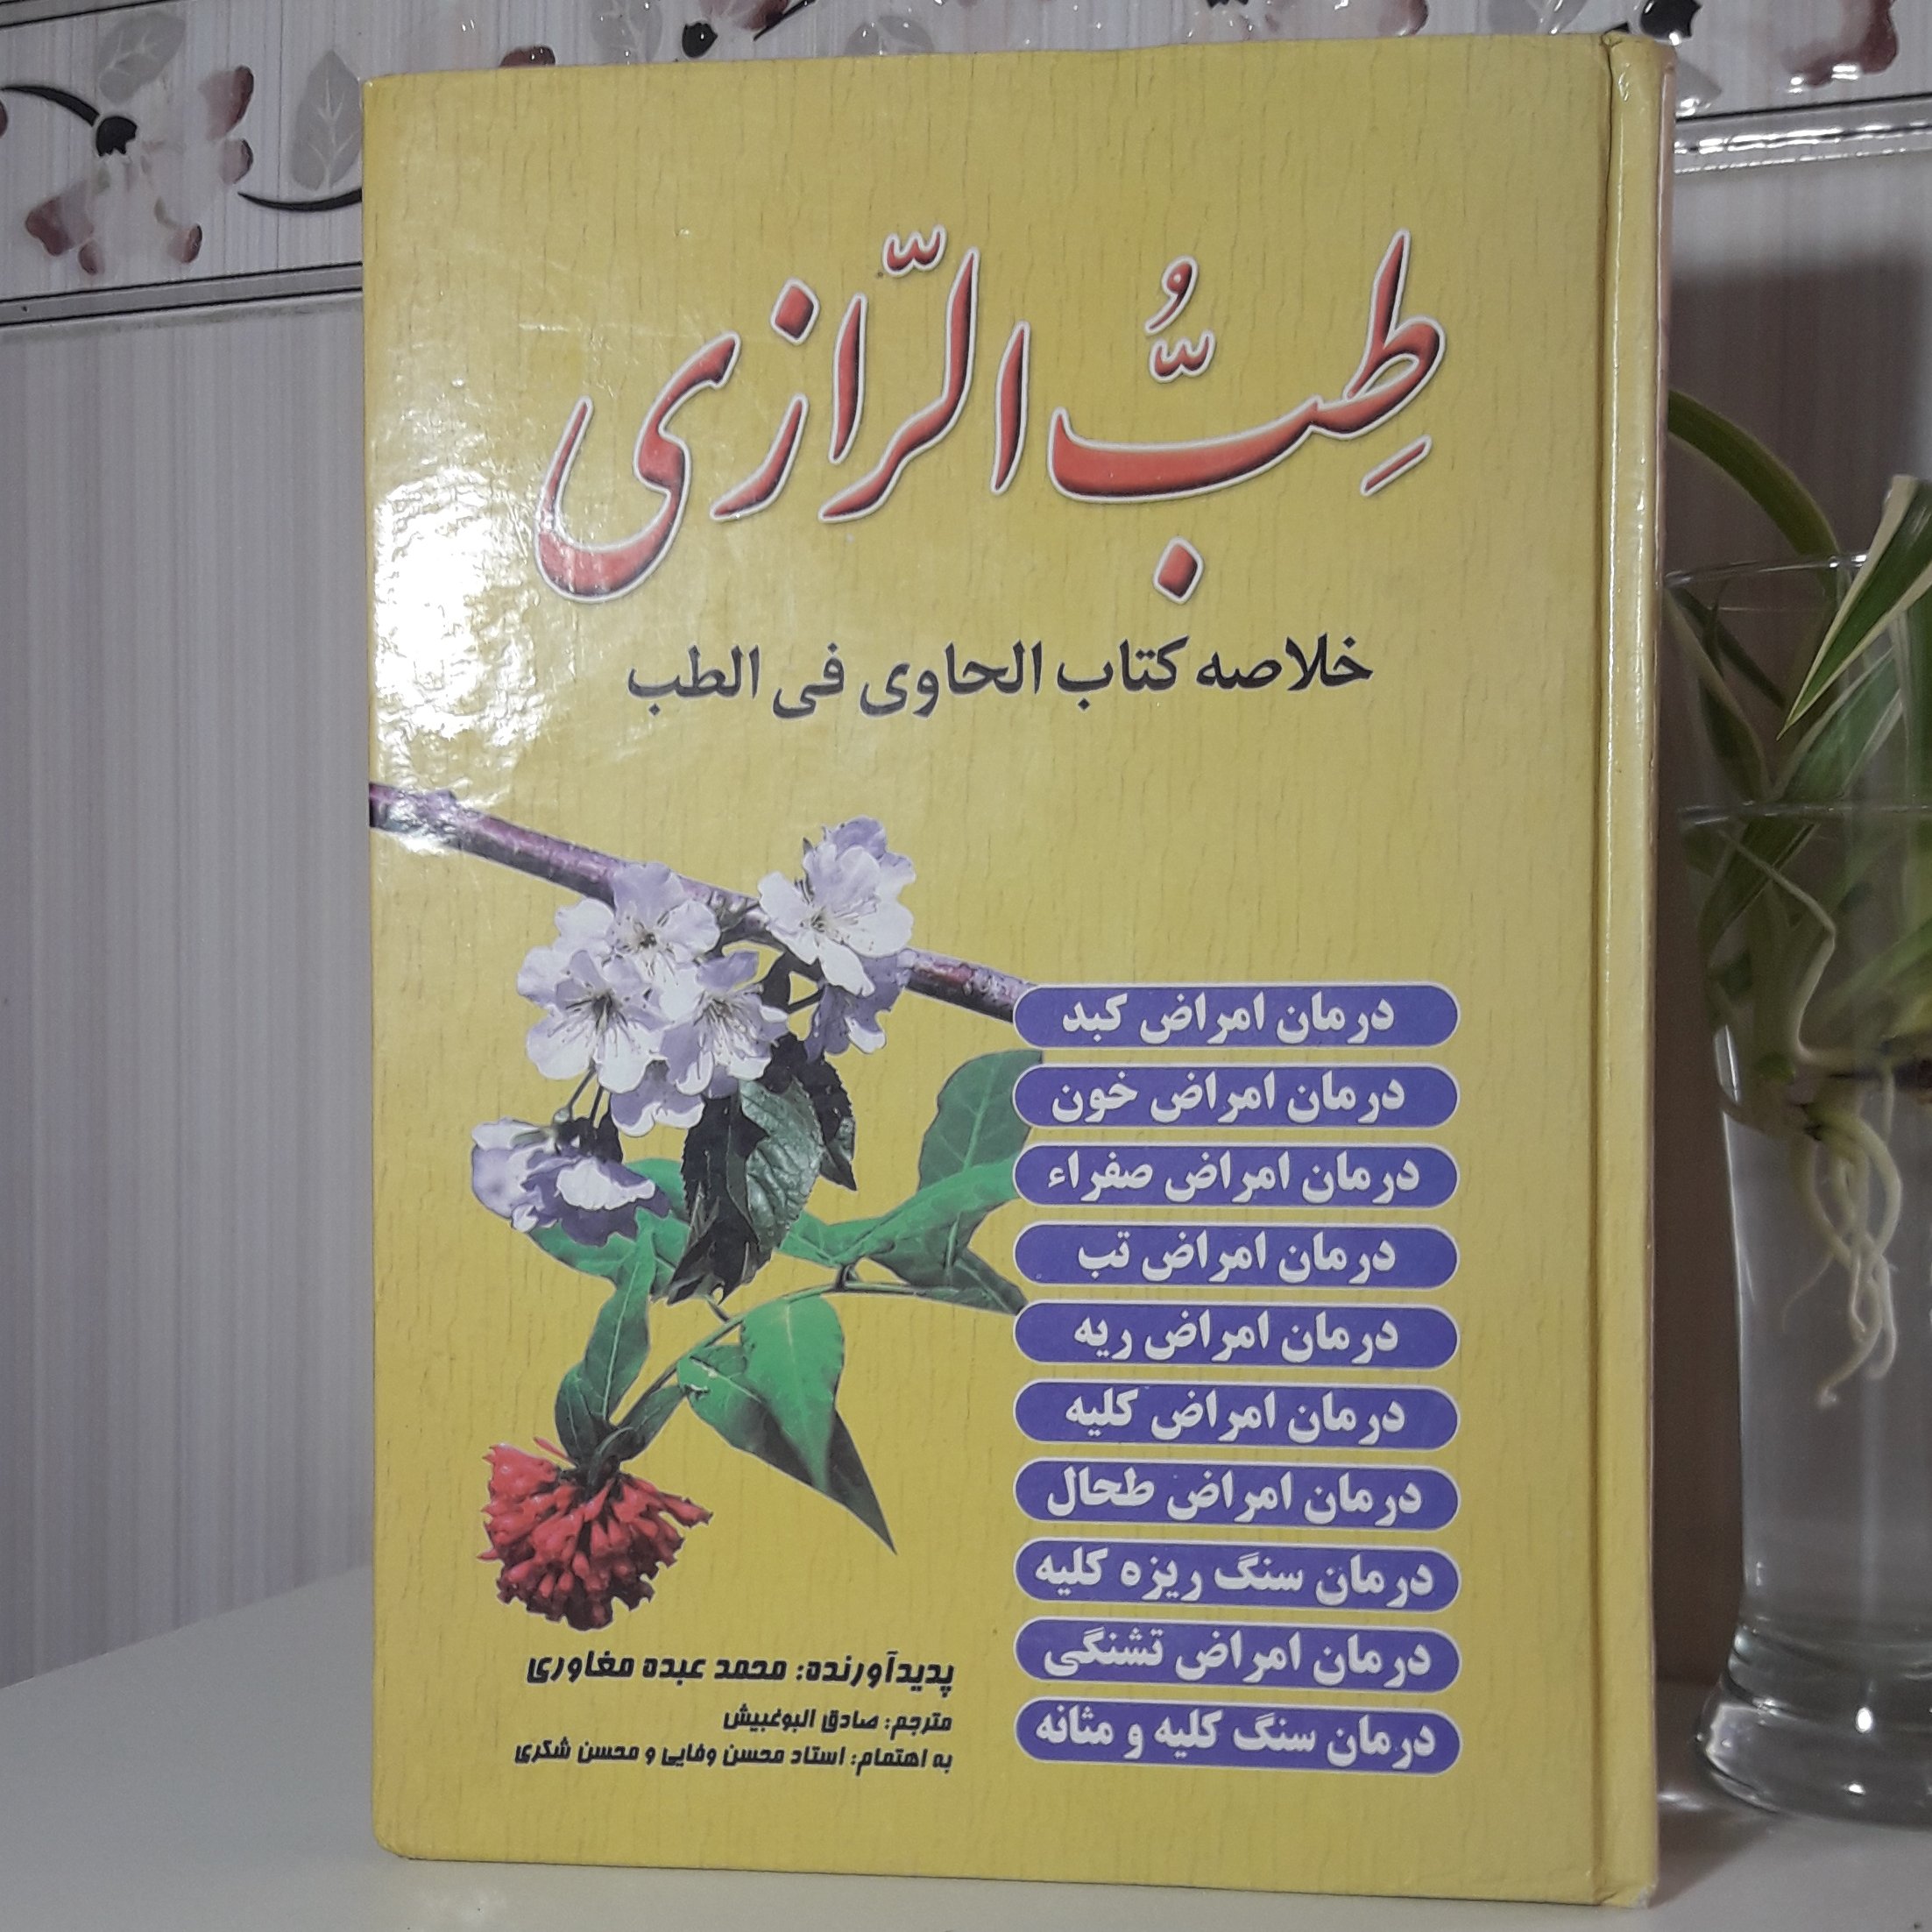 طِبُّ الرّازی
خلاصه کتاب الحاوی فی الطب
درمان امراض کبد
درمان امراض خون
درمان امراض صفراء
درمان امراض تب
درمان امراض ریه
درمان امراض کلیه
درمان امراض طحال
درمان سنگ ریزه کلیه
درمان امراض تشنگی
درمان سنگ کلیه و مثانه
پدیدآورنده: محمد عبده مغاوری
مترجم: صادق البوغبیش
به اهتمام: استاد محسن وفایی و محسن شکری